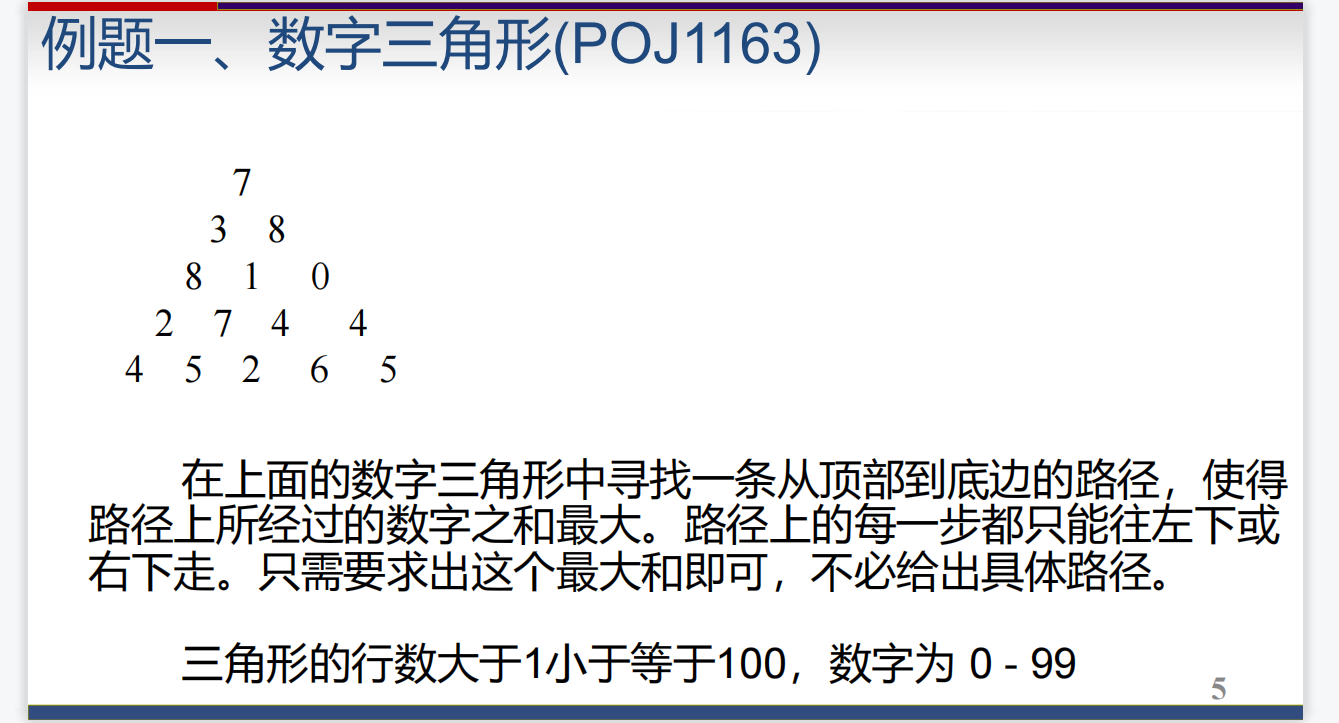 例题一、数字三角形(POJ1163)
7
3 8
8 1 0
2 7 4 4
4 5 2 6 5
在上面的数字三角形中寻找一条从顶部到底边的路径，使得
路径上所经过的数字之和最大。路径上的每一步都只能往左下或
右下走。只需要求出这个最大和即可，不必给出具体路径。
三角形的行数大于1小于等于100，数字为 0 - 99
5